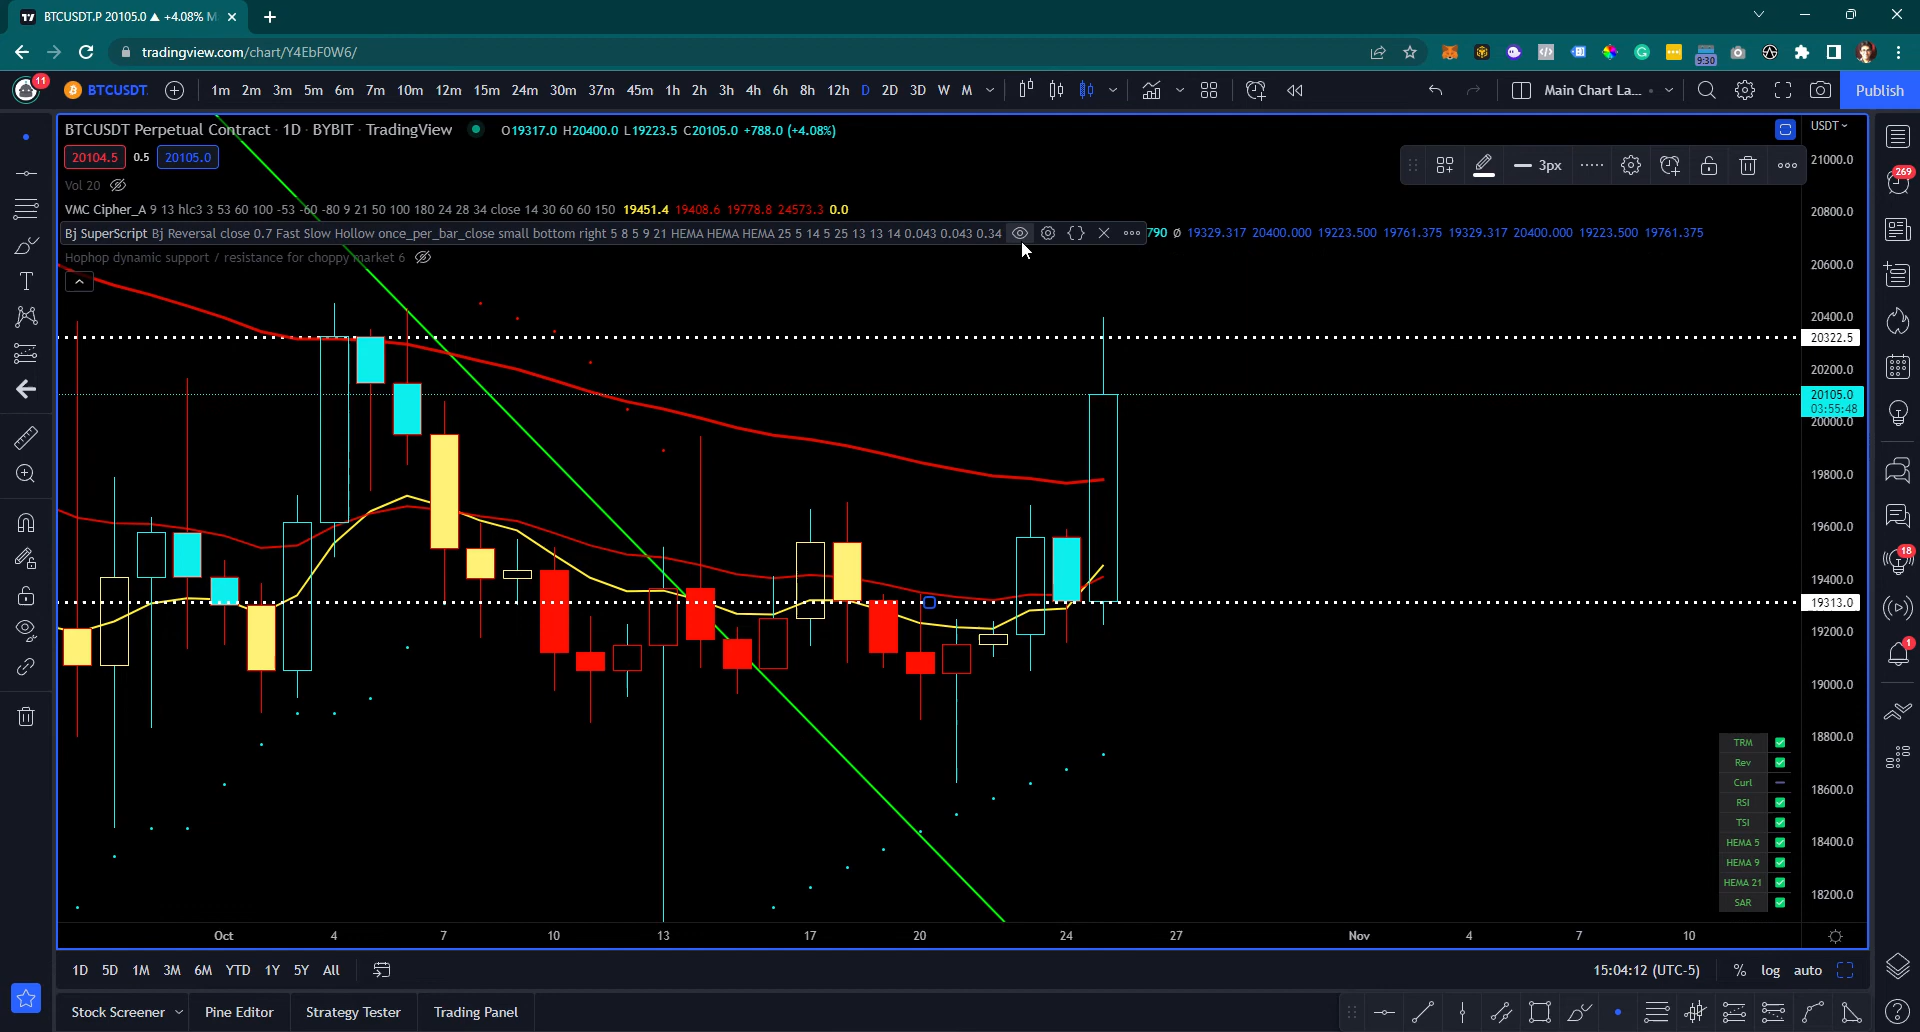 BTCUSDT.P 20105.0 ▲ +4.08% M
tradingview.com/chart/Y4EbF0W6/
9:30
11
BTCUSDT.
1m 2m 3m 5m 6m 7m 10m 12m 15m 24m 30m 37m 45m 1h 2h 3h 4h 6h 8h 12h D 2D 3D W M
Main Chart La...
Publish
BTCUSDT Perpetual Contract · 1D · BYBIT · TradingView
O19317.0 H20400.0 L19223.5 C20105.0 +788.0 (+4.08%)
USDT
20104.5 0.5 20105.0
3px
Vol 20
VMC Cipher_A 9 13 hlc3 3 53 60 100 -53 -60 -80 9 21 50 100 180 24 28 34 close 14 30 60 60 150 19451.4 19408.6 19778.8 24573.3 0.0
Bj SuperScript Bj Reversal close 0.7 Fast Slow Hollow once_per_bar_close small bottom right 5 8 5 9 21 HEMA HEMA HEMA 25 5 14 5 25 13 13 14 0.043 0.043 0.34 790 Ø 19329.317 20400.000 19223.500 19761.375 19329.317 20400.000 19223.500 19761.375
Hophop dynamic support / resistance for choppy market 6
21000.0
20800.0
20600.0
20400.0
20322.5
20200.0
20105.0
03:55:48
20000.0
19800.0
19600.0
19400.0
19313.0
19200.0
19000.0
18800.0
18600.0
18400.0
18200.0
269
18
1
TRM
Rev
Curl
RSI
TSI
HEMA 5
HEMA 9
HEMA 21
SAR
Oct 4 7 10 13 17 20 24 27 Nov 4 7 10
1D 5D 1M 3M 6M YTD 1Y 5Y All
15:04:12 (UTC-5) % log auto
Stock Screener Pine Editor Strategy Tester Trading Panel